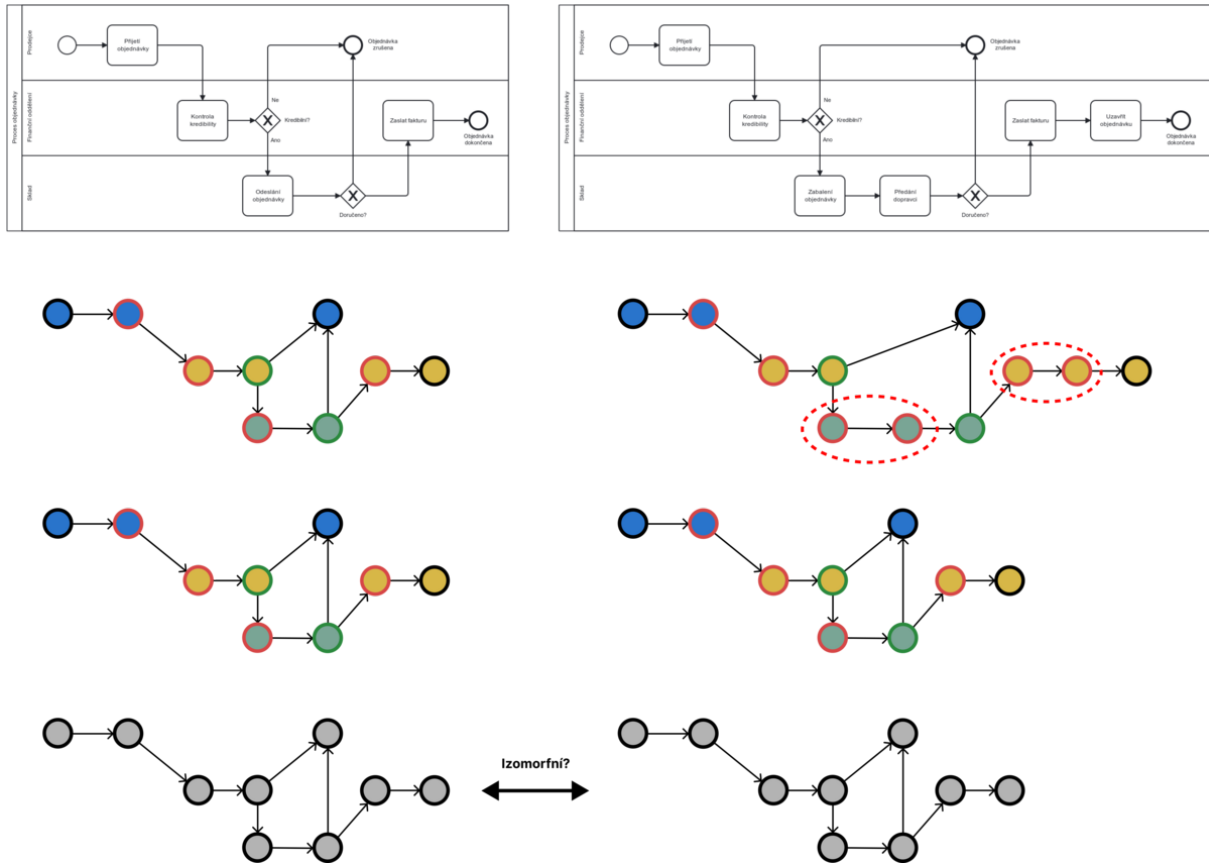 Proces objednávky
Prodejce
Finanční oddělení
Sklad
Přijetí
objednávky
Objednávka
zrušena
Ne
Kontrola
kredibility
X
Kredibilní?
Ano
Zaslat fakturu
Objednávka
dokončena
Odeslání
objednávky
X
Doručeno?
Proces objednávky
Prodejce
Finanční oddělení
Sklad
Přijetí
objednávky
Objednávka
zrušena
Ne
Kontrola
kredibility
X
Kredibilní?
Ano
Zaslat fakturu
Uzavřít
objednávku
Objednávka
dokončena
Zabalení
objednávky
Předání
dopravci
X
Doručeno?
Izomorfní?